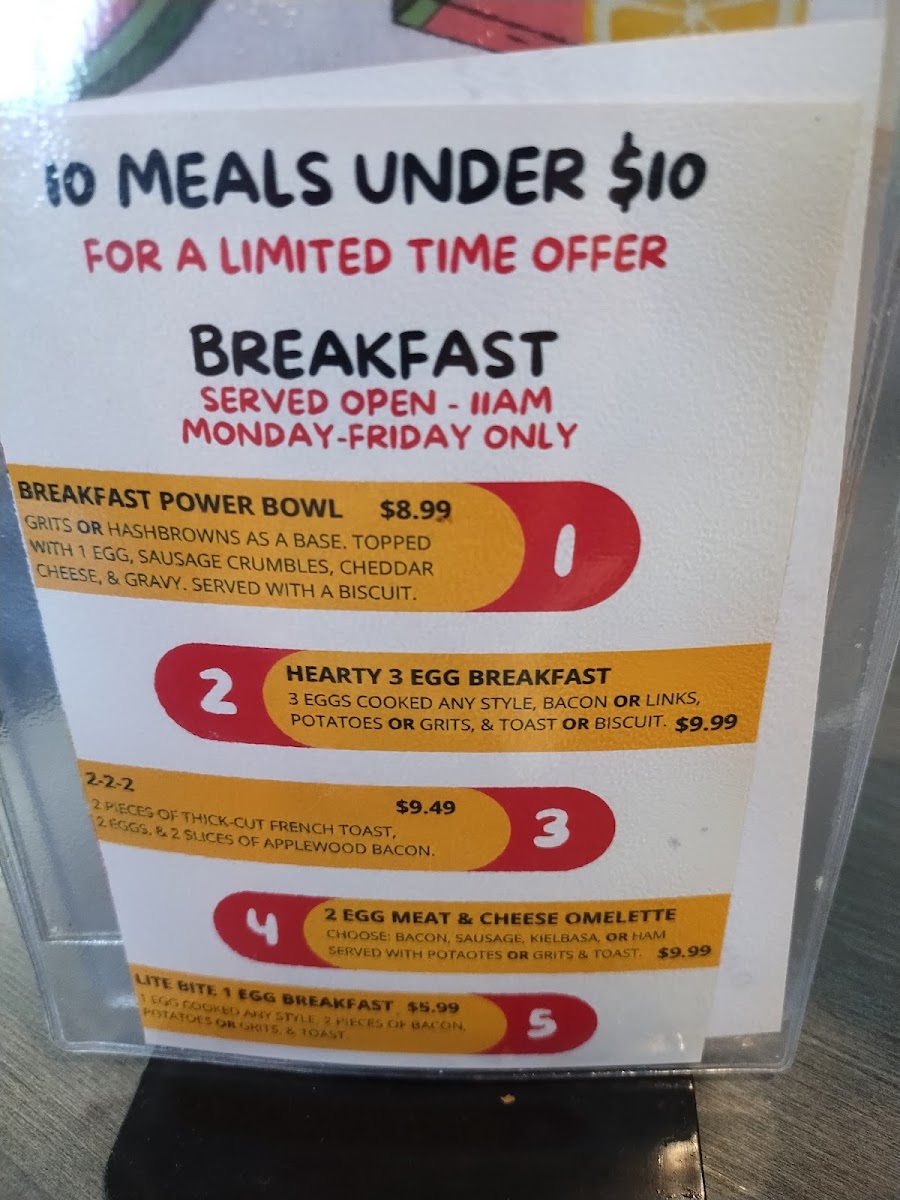 10 MEALS UNDER $10
FOR A LIMITED TIME OFFER
BREAKFAST
SERVED OPEN - 11AM
MONDAY-FRIDAY ONLY
BREAKFAST POWER BOWL $8.99
GRITS OR HASHBROWNS AS A BASE. TOPPED
WITH 1 EGG, SAUSAGE CRUMBLES, CHEDDAR
CHEESE, & GRAVY. SERVED WITH A BISCUIT.
1
2
HEARTY 3 EGG BREAKFAST
3 EGGS COOKED ANY STYLE, BACON OR LINKS,
POTATOES OR GRITS, & TOAST OR BISCUIT. $9.99
2-2-2
$9.49
2 PIECES OF THICK-CUT FRENCH TOAST,
2 EGGS, & 2 SLICES OF APPLEWOOD BACON.
3
4
2 EGG MEAT & CHEESE OMELETTE
CHOOSE: BACON, SAUSAGE, KIELBASA, OR HAM
SERVED WITH POTAOTES OR GRITS & TOAST. $9.99
LITE BITE 1 EGG BREAKFAST $5.99
1 EGG COOKED ANY STYLE, 2 PIECES OF BACON,
POTATOES OR GRITS, & TOAST
5